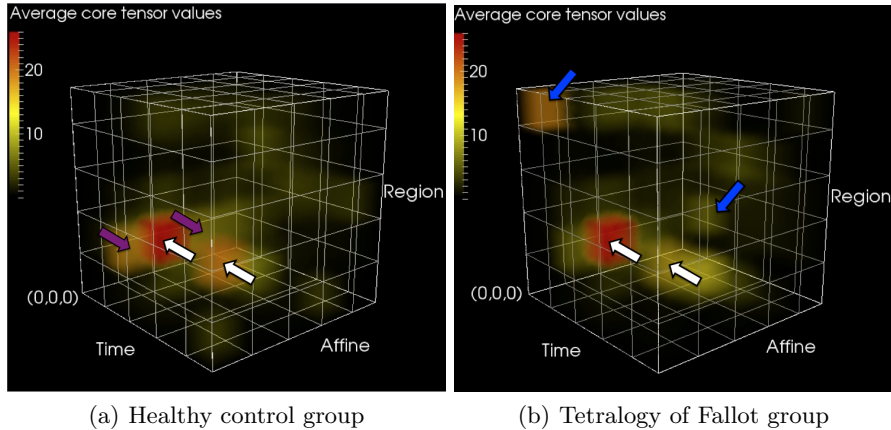 Average core tensor values
20
10
Region
(0,0,0)
Time
Affine
(a) Healthy control group
Average core tensor values
20
10
Region
(0,0,0)
Time
Affine
(b) Tetralogy of Fallot group